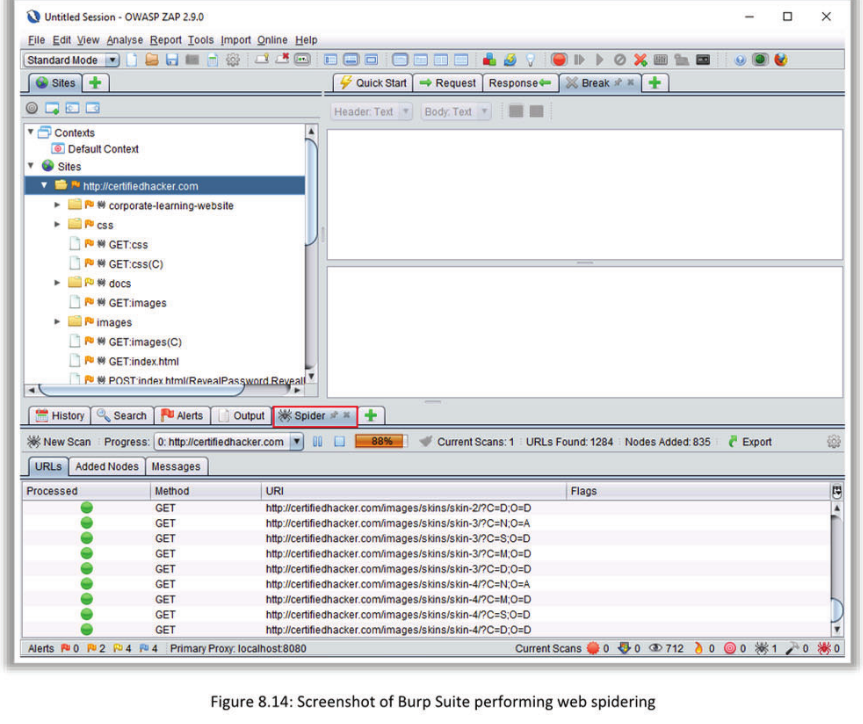 Untitled Session - OWASP ZAP 2.9.0
File Edit View Analyse Report Tools Import Online Help
Standard Mode
Sites
Quick Start Request Response Break
Header: Text Body: Text
Contexts
Default Context
Sites
http://certifiedhacker.com
corporate-learning-website
css
GET:css
GET:css(C)
docs
GET:images
images
GET:images(C)
GET:index.html
POST:index.html(RevealPassword,Reveall
History Search Alerts Output Spider
New Scan Progress: 0: http://certifiedhacker.com 88% Current Scans: 1 URLs Found: 1284 Nodes Added: 835 Export
URLs Added Nodes Messages
Processed Method URI Flags
GET http://certifiedhacker.com/images/skins/skin-2/?C=D;O=D
GET http://certifiedhacker.com/images/skins/skin-3/?C=N;O=A
GET http://certifiedhacker.com/images/skins/skin-3/?C=S;O=D
GET http://certifiedhacker.com/images/skins/skin-3/?C=M;O=D
GET http://certifiedhacker.com/images/skins/skin-3/?C=D;O=D
GET http://certifiedhacker.com/images/skins/skin-4/?C=N;O=A
GET http://certifiedhacker.com/images/skins/skin-4/?C=M;O=D
GET http://certifiedhacker.com/images/skins/skin-4/?C=S;O=D
GET http://certifiedhacker.com/images/skins/skin-4/?C=D;O=D
Alerts 0 2 4 4 Primary Proxy: localhost:8080 Current Scans 0 0 712 0 0 1 0 0
Figure 8.14: Screenshot of Burp Suite performing web spidering